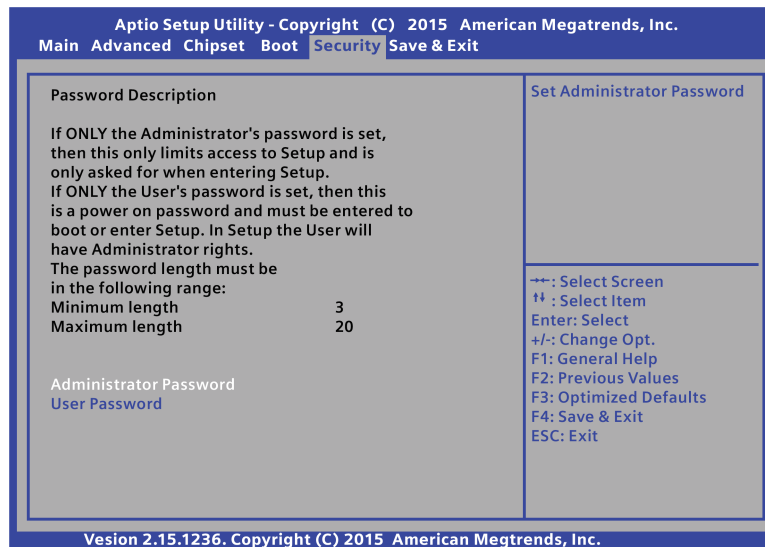 Aptio Setup Utility - Copyright (C) 2015 American Megatrends, Inc.
Main Advanced Chipset Boot Security Save & Exit
Password Description
If ONLY the Administrator's password is set,
then this only limits access to Setup and is
only asked for when entering Setup.
If ONLY the User's password is set, then this
is a power on password and must be entered to
boot or enter Setup. In Setup the User will
have Administrator rights.
The password length must be
in the following range:
Minimum length 3
Maximum length 20
Administrator Password
User Password
Set Administrator Password
→←: Select Screen
↑↓ : Select Item
Enter: Select
+/-: Change Opt.
F1: General Help
F2: Previous Values
F3: Optimized Defaults
F4: Save & Exit
ESC: Exit
Vesion 2.15.1236. Copyright (C) 2015 American Megtrends, Inc.